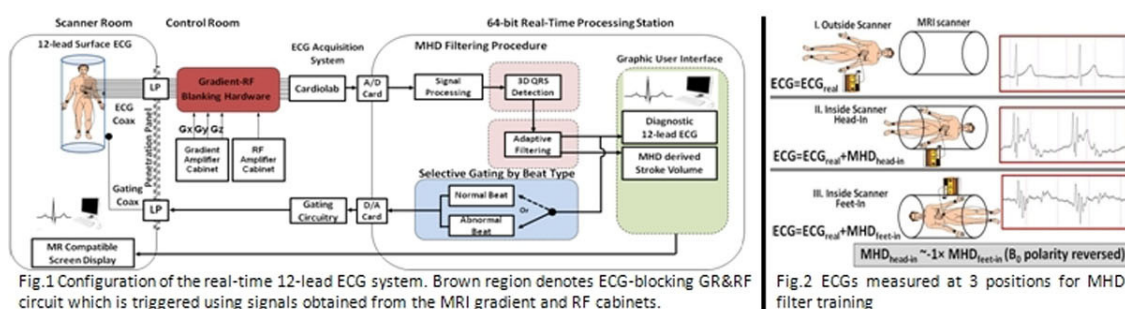 Scanner Room
Control Room
64-bit Real-Time Processing Station
12-lead Surface ECG
ECG Acquisition
System
MHD Filtering Procedure
Graphic User Interface
LP
Gradient-RF
Blanking Hardware
Cardiolab
A/D
Card
Signal
Processing
3D QRS
Detection
ECG
Coax
Gx Gy Gz
Gradient
Amplifier
Cabinet
RF
Amplifier
Cabinet
Penetration Panel
Adaptive
Filtering
Diagnostic
12-lead ECG
MHD derived
Stroke Volume
Selective Gating by Beat Type
Gating
Coax
LP
Gating
Circuitry
D/A
Card
Normal Beat
Or
Abnormal
Beat
MR Compatible
Screen Display
Fig.1 Configuration of the real-time 12-lead ECG system. Brown region denotes ECG-blocking GR&RF
circuit which is triggered using signals obtained from the MRI gradient and RF cabinets.
I. Outside Scanner
MRI scanner
ECG=ECGreal
II. Inside Scanner
Head-In
ECG=ECGreal+MHDhead-in
III. Inside Scanner
Feet-In
ECG=ECGreal+MHDfeet-in
MHDhead-in ~-1× MHDfeet-in (B0 polarity reversed)
Fig.2 ECGs measured at 3 positions for MHD
filter training